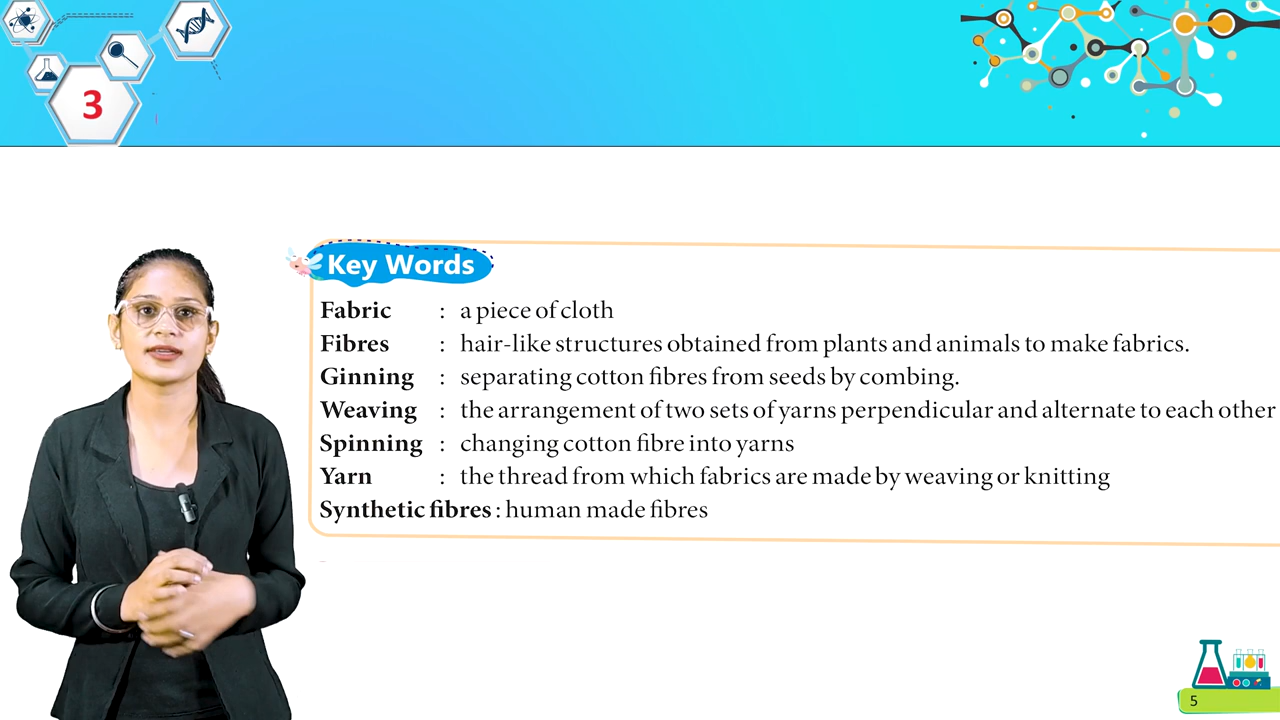 3
Key Words
Fabric : a piece of cloth
Fibres : hair-like structures obtained from plants and animals to make fabrics.
Ginning : separating cotton fibres from seeds by combing.
Weaving : the arrangement of two sets of yarns perpendicular and alternate to each other
Spinning : changing cotton fibre into yarns
Yarn : the thread from which fabrics are made by weaving or knitting
Synthetic fibres : human made fibres
5